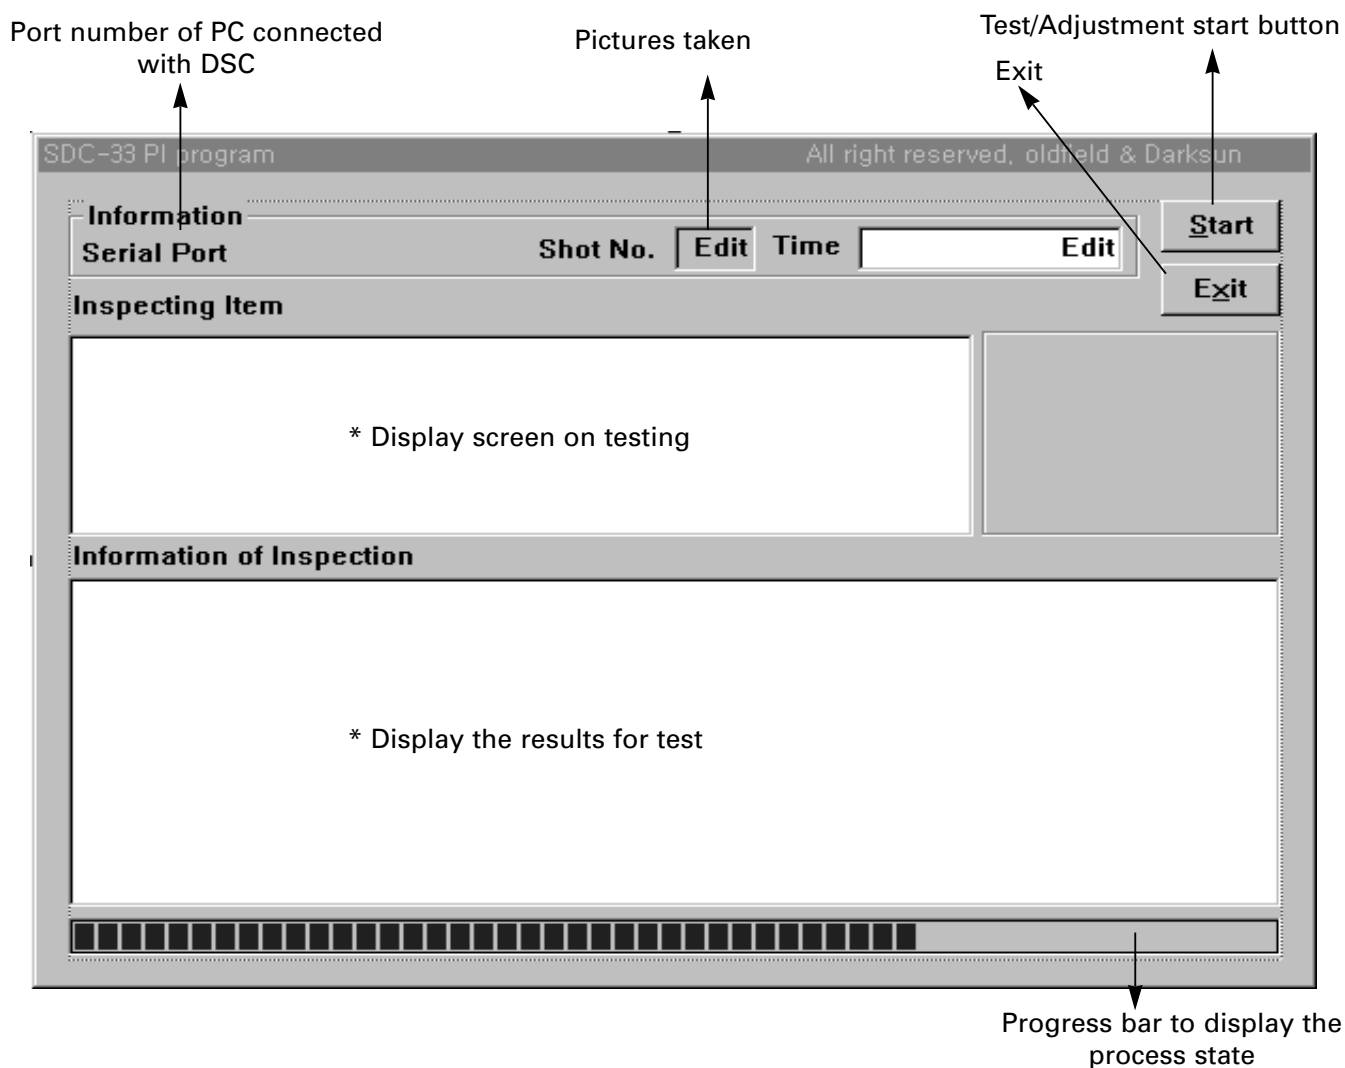 Port number of PC connected
with DSC
Pictures taken
Test/Adjustment start button
Exit
SDC-33 PI program
All right reserved, oldfield & Darksun
Information
Serial Port
Shot No.
Edit
Time
Edit
Start
Exit
Inspecting Item
* Display screen on testing
Information of Inspection
* Display the results for test
Progress bar to display the
process state